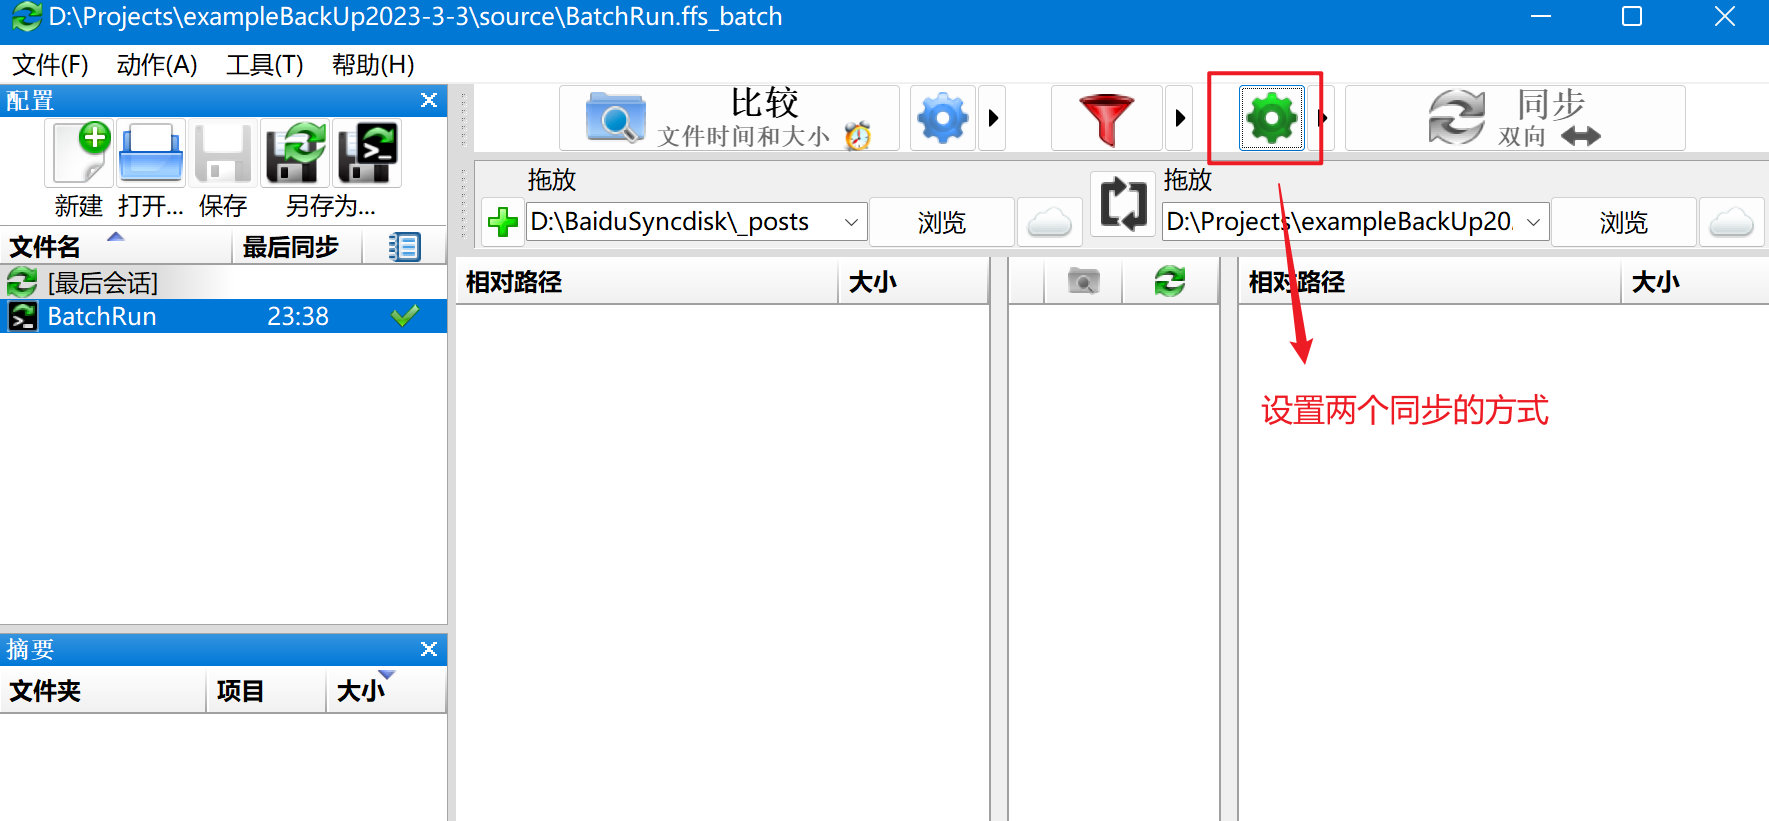 D:\Projects\exampleBackUp2023-3-3\source\BatchRun.ffs_batch
文件(F) 动作(A) 工具(T) 帮助(H)
配置
新建 打开... 保存 另存为...
文件名 最后同步
[最后会话]
BatchRun 23:38
摘要
文件夹 项目 大小
比较
文件时间和大小
同步
双向
拖放
D:\BaiduSyncdisk\_posts 浏览
拖放
D:\Projects\exampleBackUp20. 浏览
相对路径 大小
相对路径 大小
设置两个同步的方式